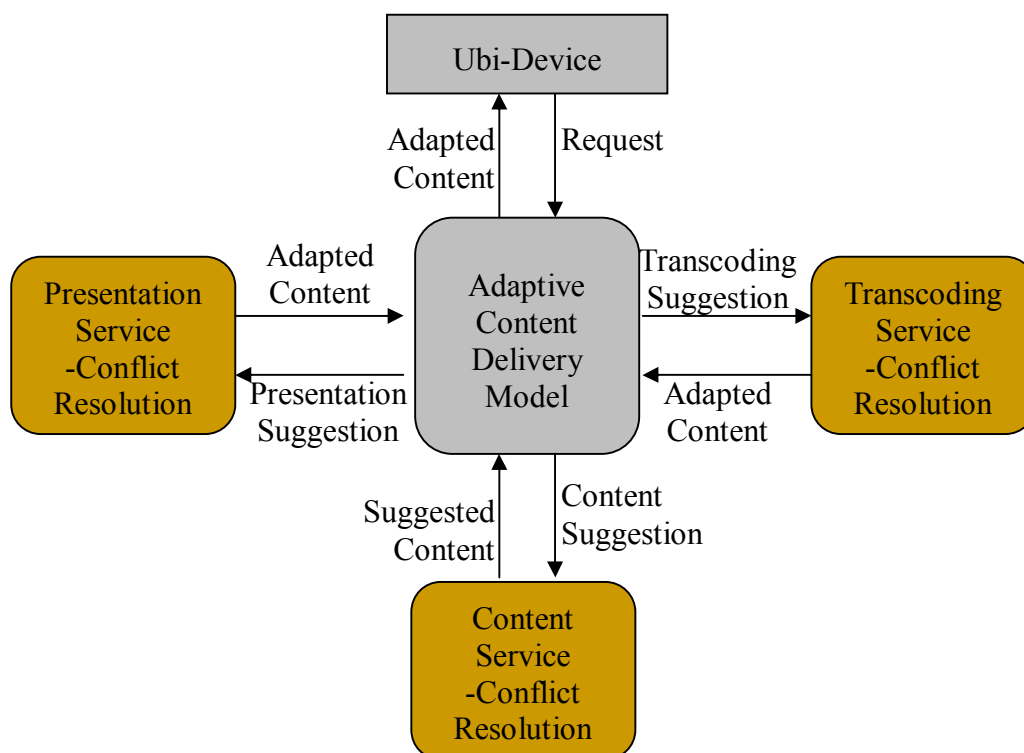 Ubi-Device
Adapted
Content
Request
Adapted
Content
Transcoding
Suggestion
Presentation
Service
-Conflict
Resolution
Adaptive
Content
Delivery
Model
Transcoding
Service
-Conflict
Resolution
Presentation
Suggestion
Adapted
Content
Suggested
Content
Content
Suggestion
Content
Service
-Conflict
Resolution